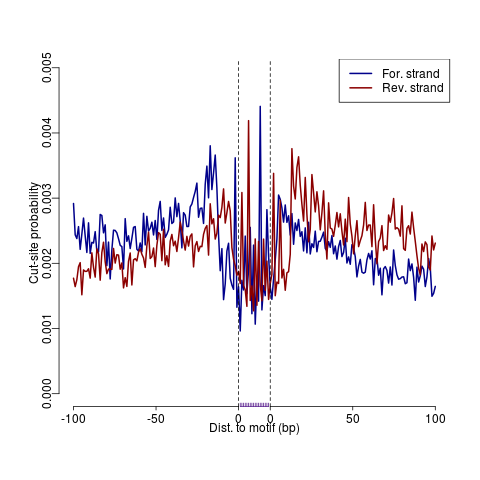 For. strand
Rev. strand
Cut-site probability
0.005
0.004
0.003
0.002
0.001
0.000
-100 -50 0 0 50 100
Dist. to motif (bp)